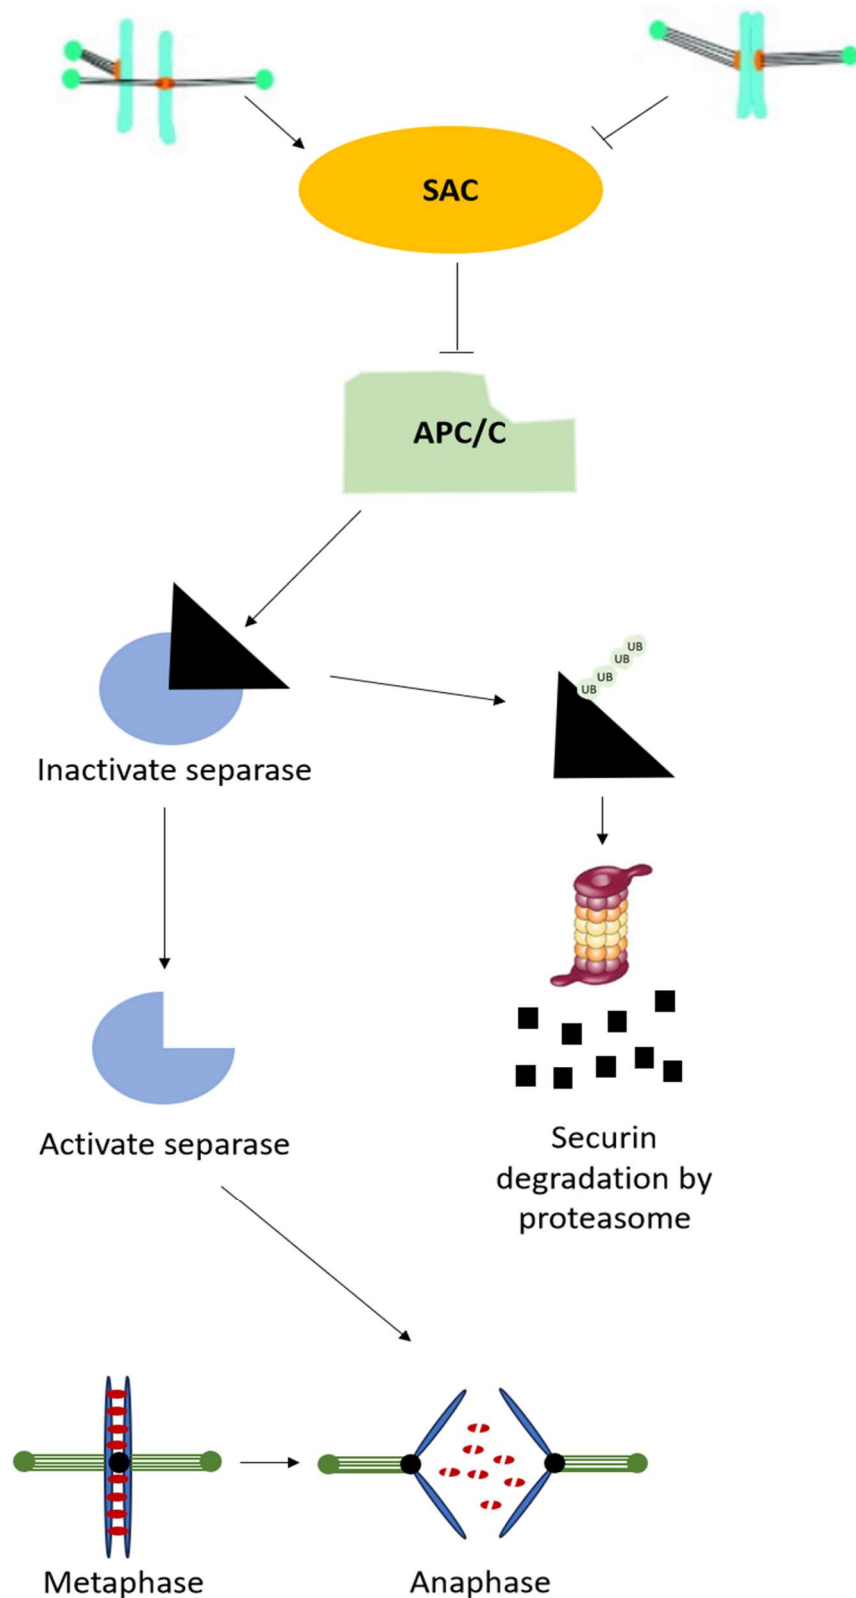 SAC
APC/C
UB
UB
UB
UB
Inactivate separase
Activate separase
Securin
degradation by
proteasome
Metaphase
Anaphase